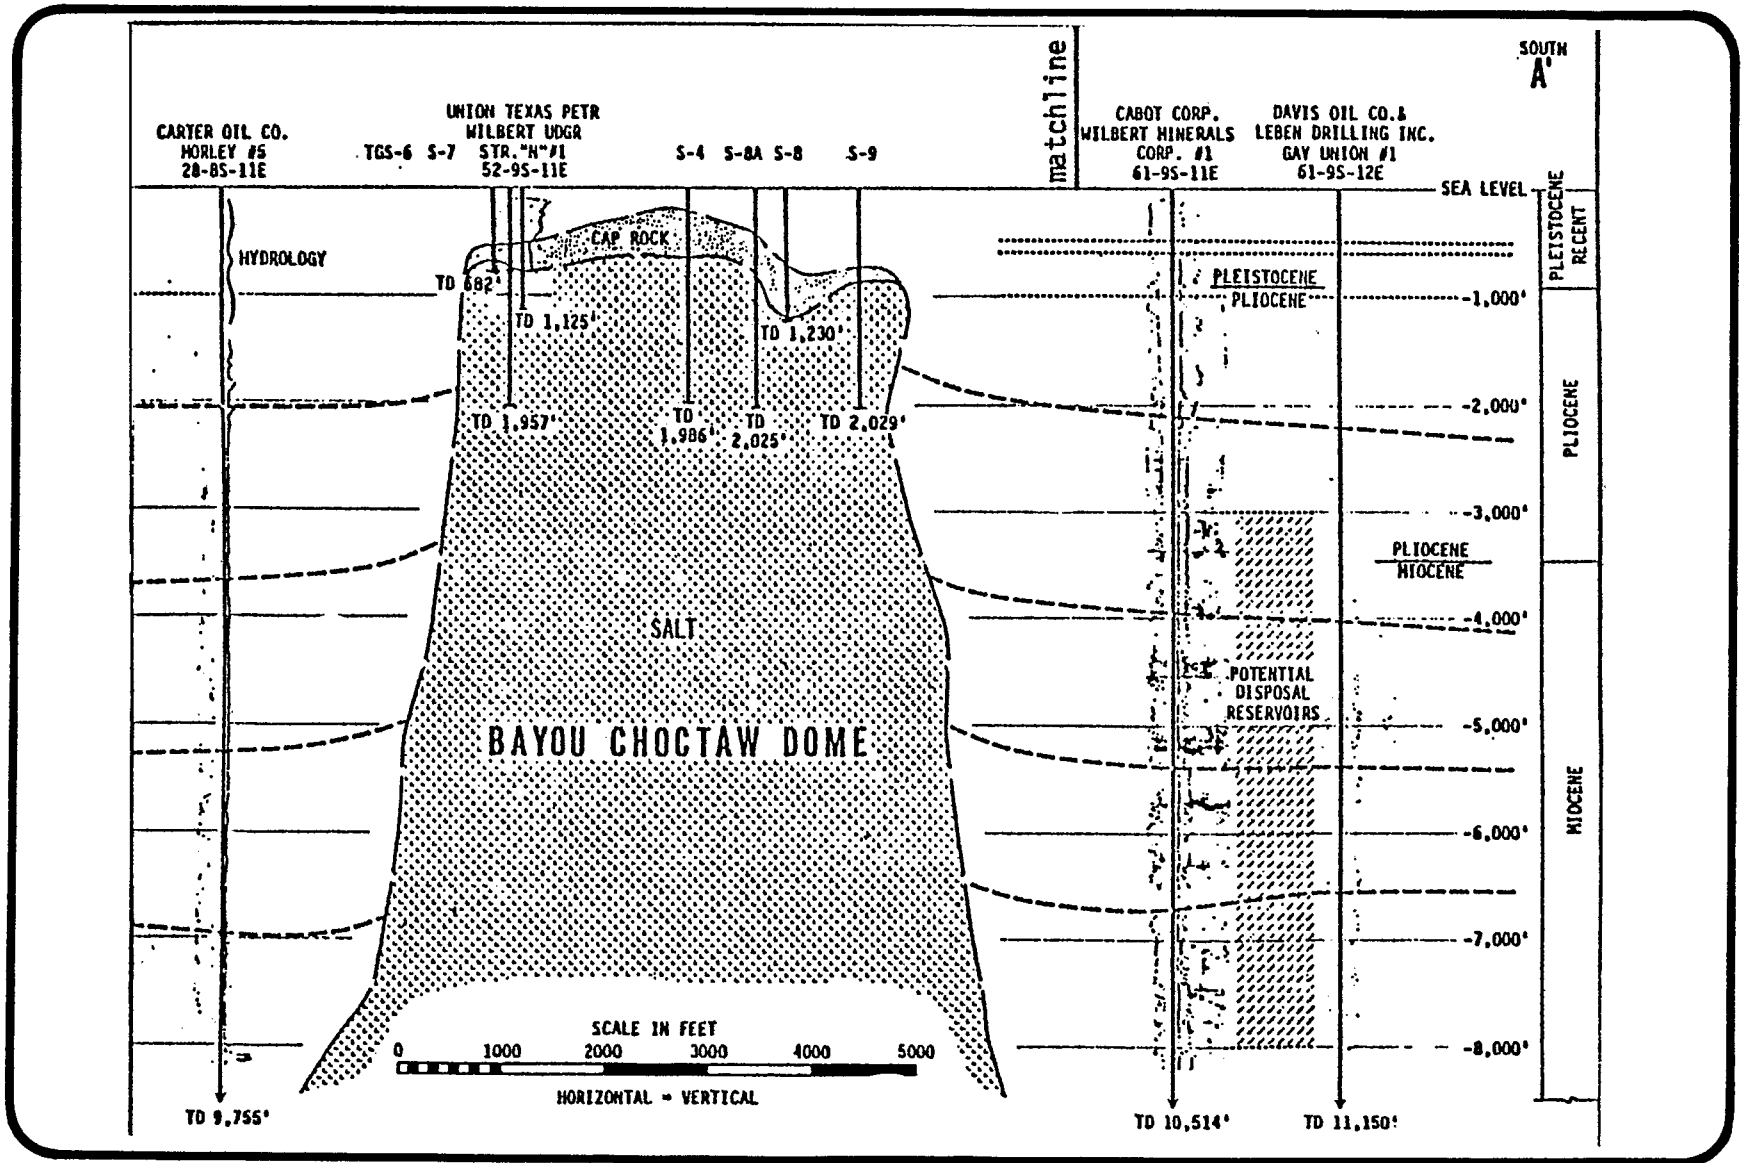 matchline
SOUTH
A'
CARTER OIL CO.
MORLEY #5
28-8S-11E
TGS-6
S-7
UNION TEXAS PETR
WILBERT UDGR
STR."N"#1
52-9S-11E
S-4
S-8A
S-8
S-9
CABOT CORP.
WILBERT MINERALS
CORP. #1
61-9S-11E
DAVIS OIL CO.&
LEBEN DRILLING INC.
GAY UNION #1
61-9S-12E
SEA LEVEL
PLEISTOCENE
RECENT
HYDROLOGY
CAP ROCK
TD 682'
TD 1,125'
TD 1,230'
PLEISTOCENE
PLIOCENE
-1,000'
TD 1,957'
TD
1,986'
TD
2,025'
TD 2,029'
-2,000'
PLIOCENE
-3,000'
PLIOCENE
MIOCENE
-4,000'
SALT
POTENTIAL
DISPOSAL
RESERVOIRS
BAYOU CHOCTAW DOME
-5,000'
MIOCENE
-6,000'
-7,000'
-8,000'
SCALE IN FEET
0 1000 2000 3000 4000 5000
HORIZONTAL = VERTICAL
TD 9,755'
TD 10,514'
TD 11,150'